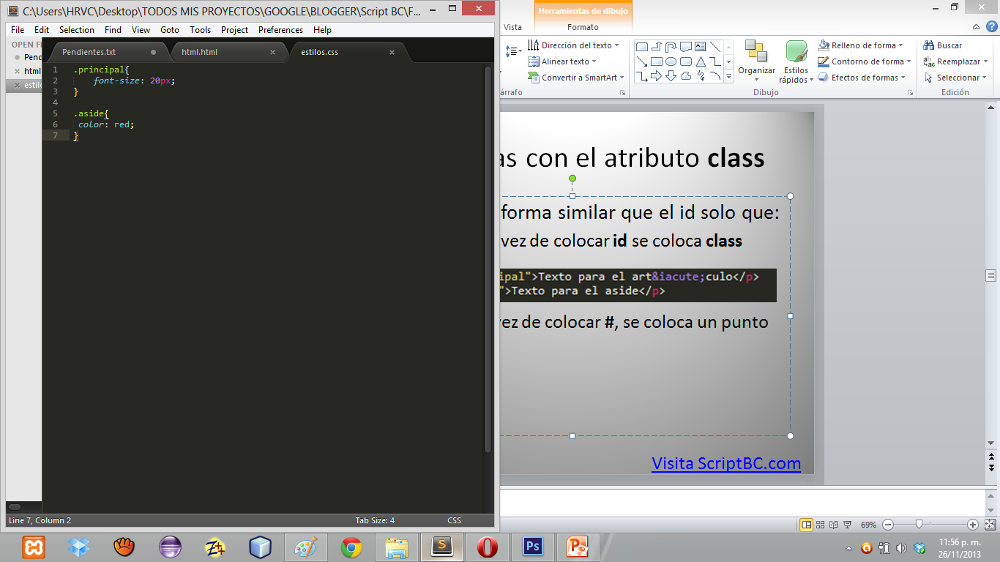 C:\Users\HRVC\Desktop\TODOS MIS PROYECTOS\GOOGLE\BLOGGER\Script BC\F...
File Edit Selection Find View Goto Tools Project Preferences Help
OPEN FI
Pend
html
estilo
Pendientes.txt
html.html
estilos.css
1 .principal{
2 font-size: 20px;
3 }
4
5 .aside{
6 color: red;
7 }
Line 7, Column 2
Tab Size: 4
CSS
Herramientas de dibujo
Vista
Formato
Dirección del texto
Alinear texto
Convertir a SmartArt
árrafo
Organizar
Estilos rápidos
Relleno de forma
Contorno de forma
Efectos de formas
Dibujo
Buscar
Reemplazar
Seleccionar
Edición
as con el atributo class
forma similar que el id solo que:
vez de colocar id se coloca class
ipal">Texto para el art&iacute;culo</p>
">Texto para el aside</p>
vez de colocar #, se coloca un punto
Visita ScriptBC.com
69%
11:56 p. m.
26/11/2013